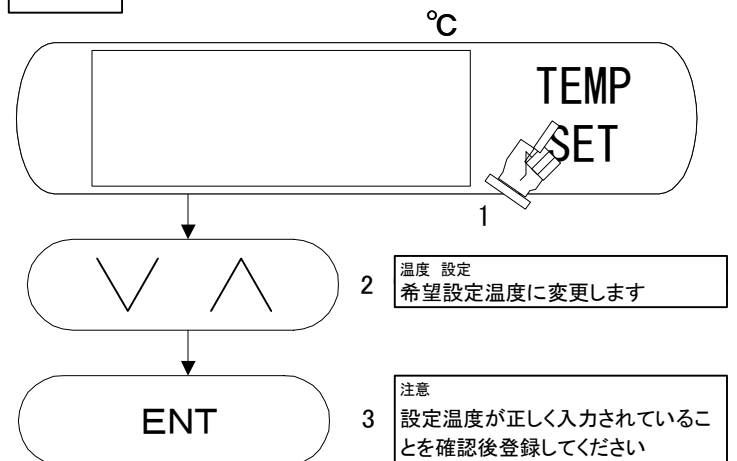 ℃
TEMP
SET
1
2
温度 設定
希望設定温度に変更します
ENT
3
注意
設定温度が正しく入力されているこ
とを確認後登録してください